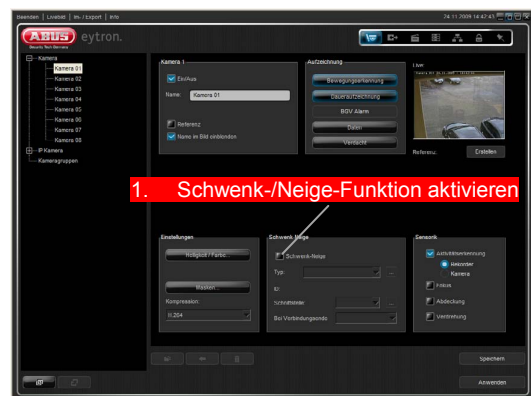 Beenden | Livebild | Im- / Export | Info
24.11.2009 14:42:43
ABUS
Security Tech Germany
eytron.
Kamera
Kamera 01
Kamera 02
Kamera 03
Kamera 04
Kamera 05
Kamera 06
Kamera 07
Kamera 08
IP Kamera
Kameragruppen
Kamera 1
Ein/Aus
Name:
Kamera 01
Referenz
Name im Bild einblenden
Aufzeichnung
Bewegungserkennung
Daueraufzeichnung
BGV Alarm
Daten
Verdacht
Live:
Referenz:
Erstellen
1. Schwenk-/Neige-Funktion aktivieren
Einstellungen
Helligkeit / Farbe...
Masken...
Kompression:
H.264
Schwenk-Neige
Schwenk-Neige
Typ:
...
ID:
Schnittstelle:
...
Bei Verbindungsende
Sensorik
Aktivitätserkennung
Rekorder
Kamera
Fokus
Abdeckung
Verdrehung
Speichern
Anwenden